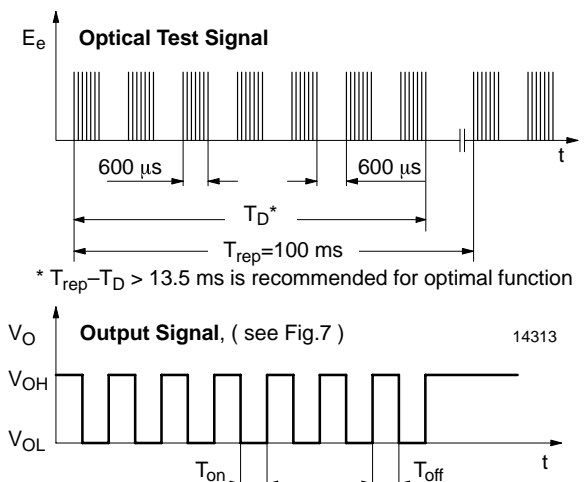 E_e Optical Test Signal
t
600 µs 600 µs
T_D*
T_rep=100 ms
* T_rep–T_D > 13.5 ms is recommended for optimal function
V_O Output Signal, ( see Fig.7 ) 14313
V_OH
V_OL
t
T_on T_off